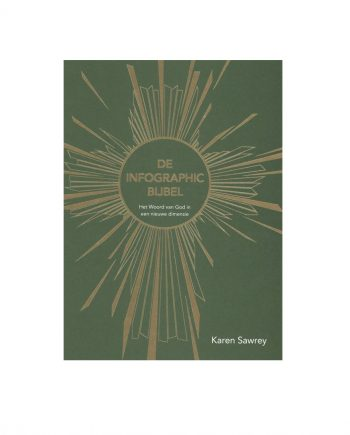 DE
INFOGRAPHIC
BIJBEL
Het Woord van God in
een nieuwe dimensie
Karen Sawrey